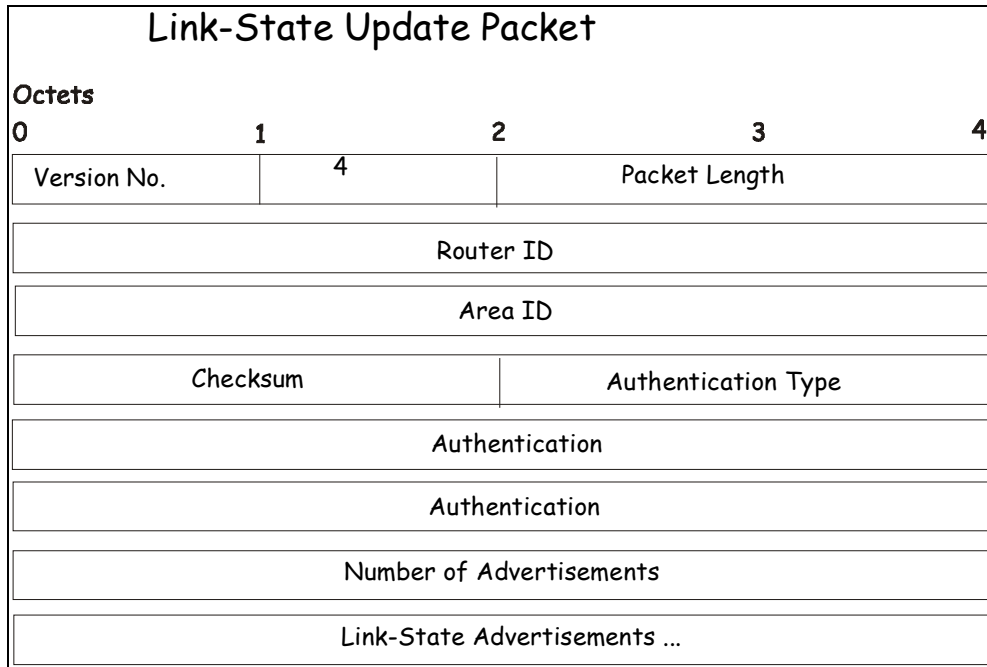 Link-State Update Packet
Octets
0 1 2 3 4
Version No. 4 Packet Length
Router ID
Area ID
Checksum Authentication Type
Authentication
Authentication
Number of Advertisements
Link-State Advertisements ...